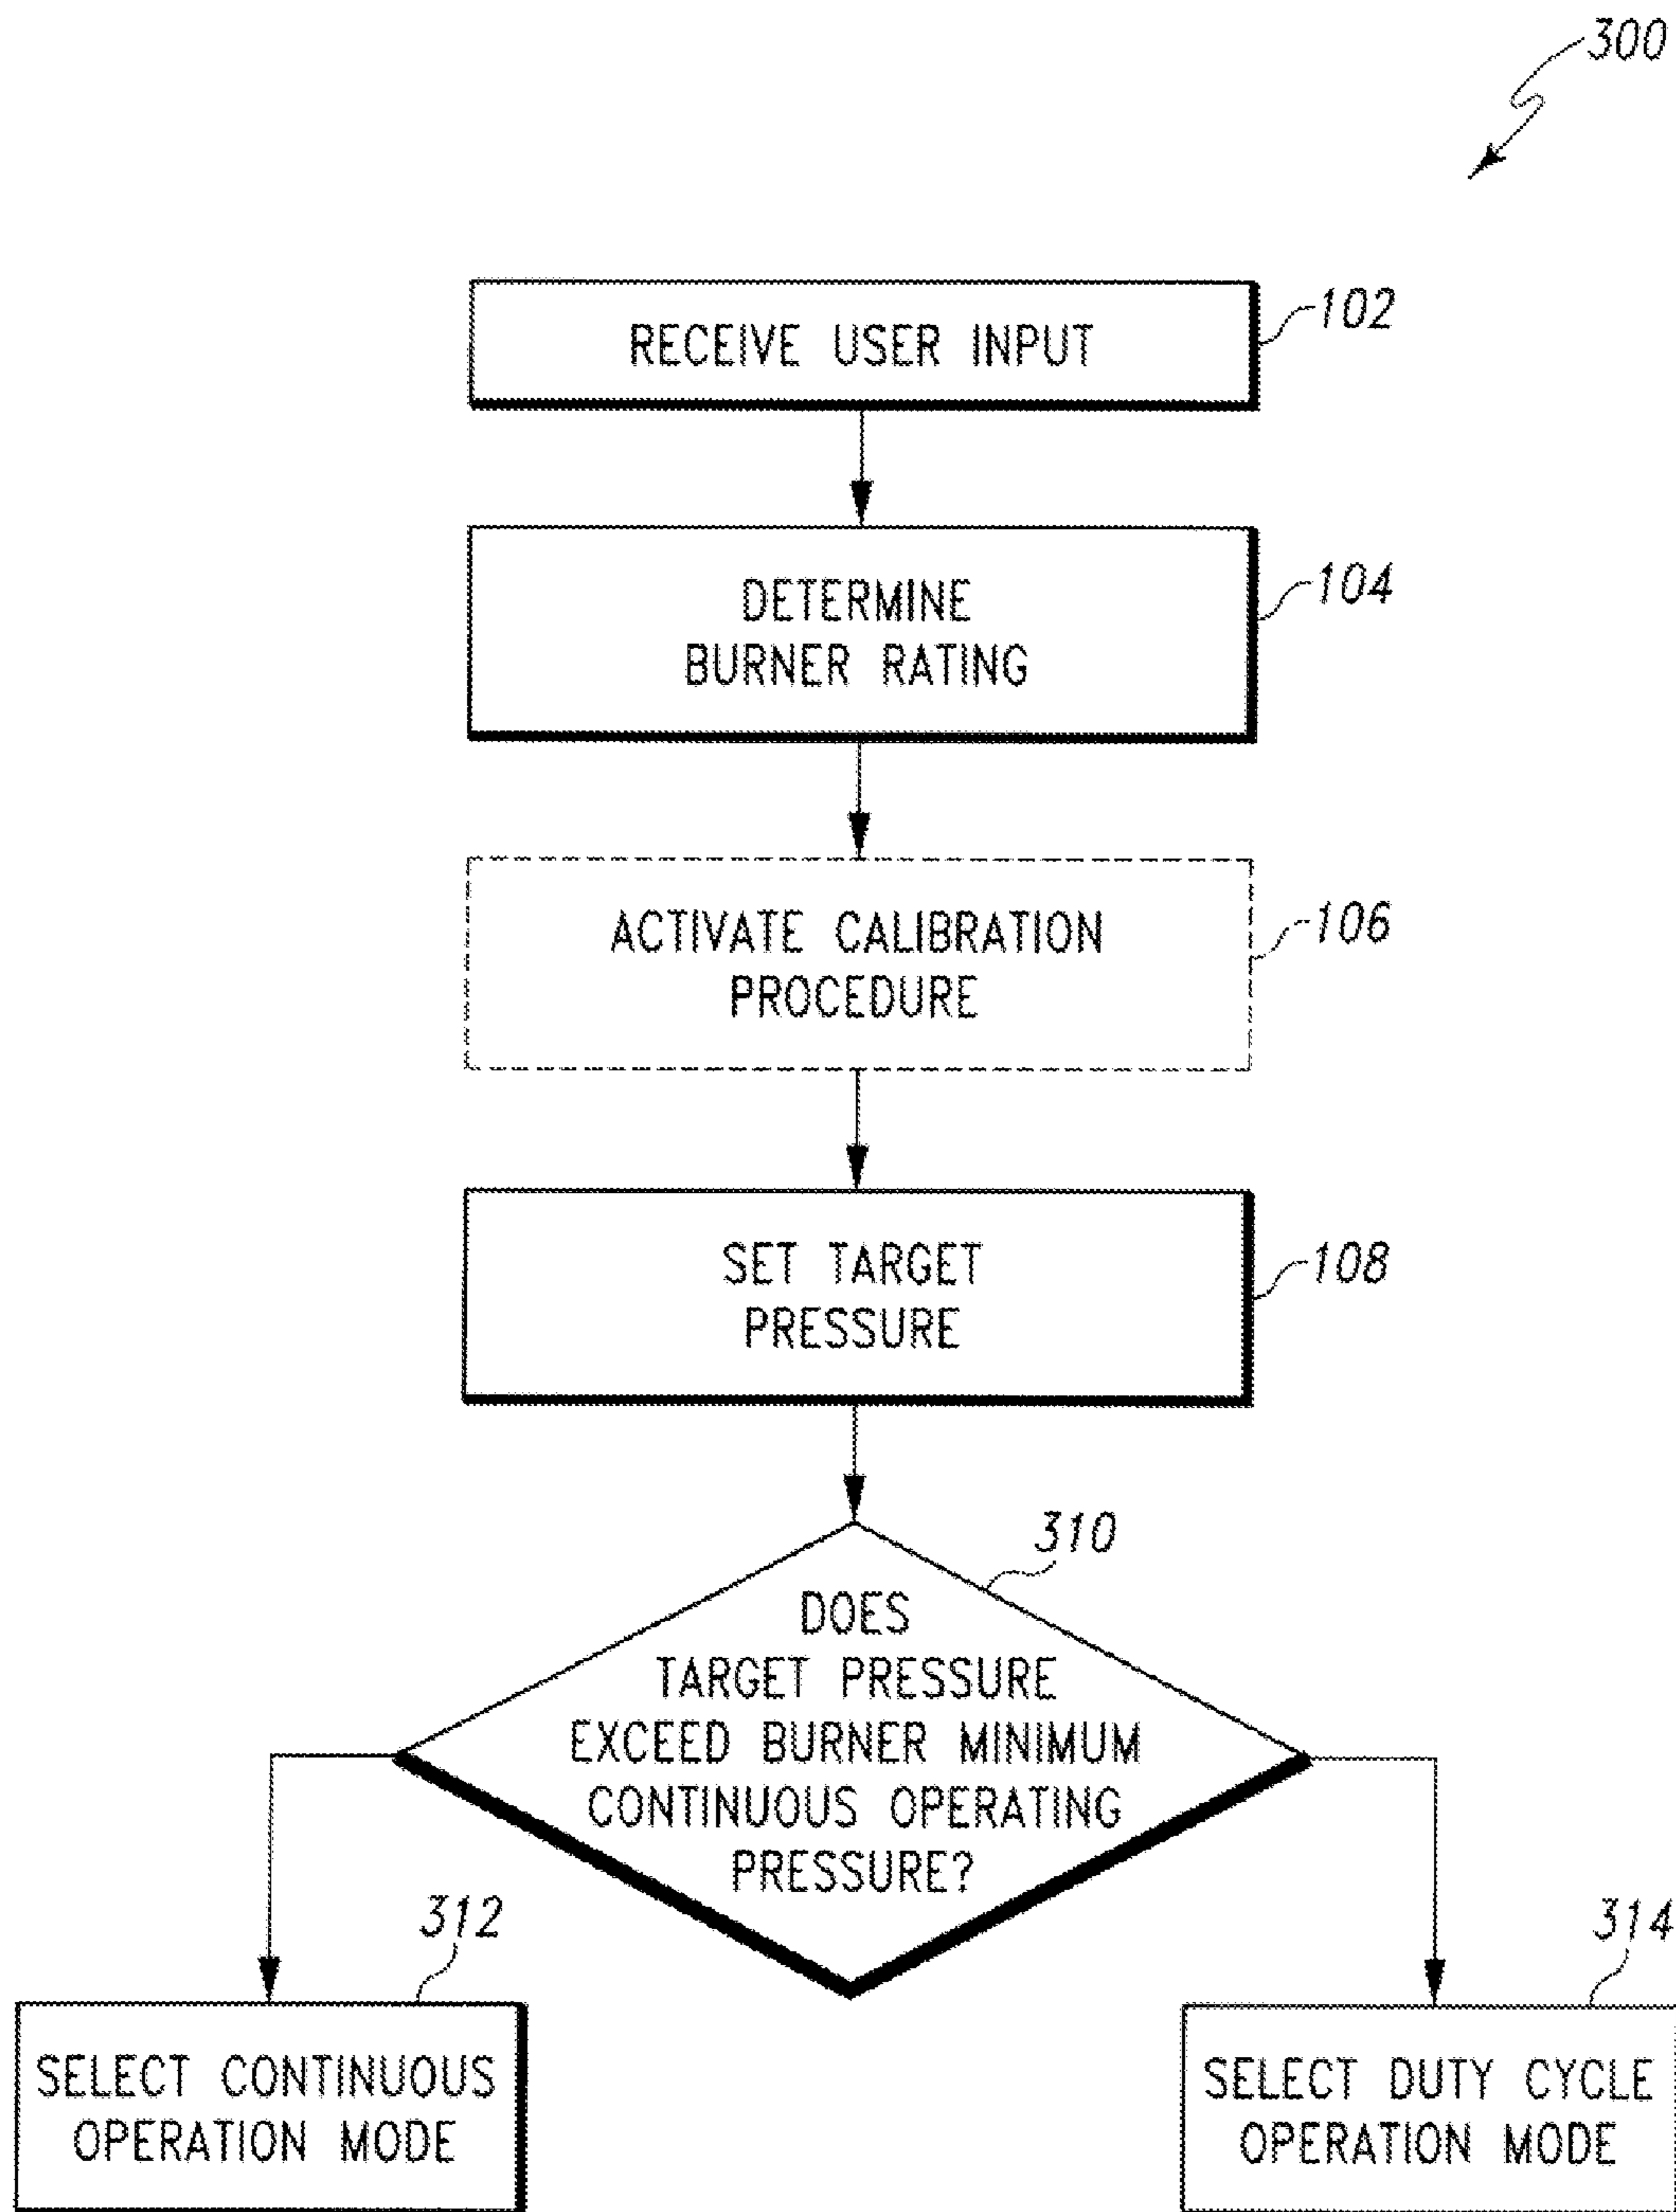 300
RECEIVE USER INPUT
102
DETERMINE
BURNER RATING
104
ACTIVATE CALIBRATION
PROCEDURE
106
SET TARGET
PRESSURE
108
310
DOES
TARGET PRESSURE
EXCEED BURNER MINIMUM
CONTINUOUS OPERATING
PRESSURE?
312
SELECT CONTINUOUS
OPERATION MODE
314
SELECT DUTY CYCLE
OPERATION MODE